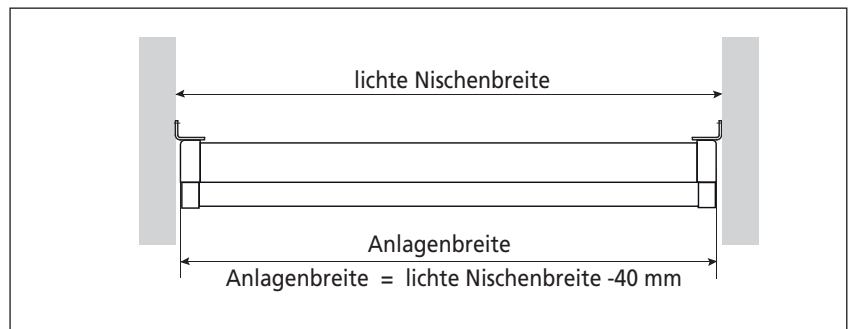 lichte Nischenbreite
Anlagenbreite
Anlagenbreite = lichte Nischenbreite -40 mm